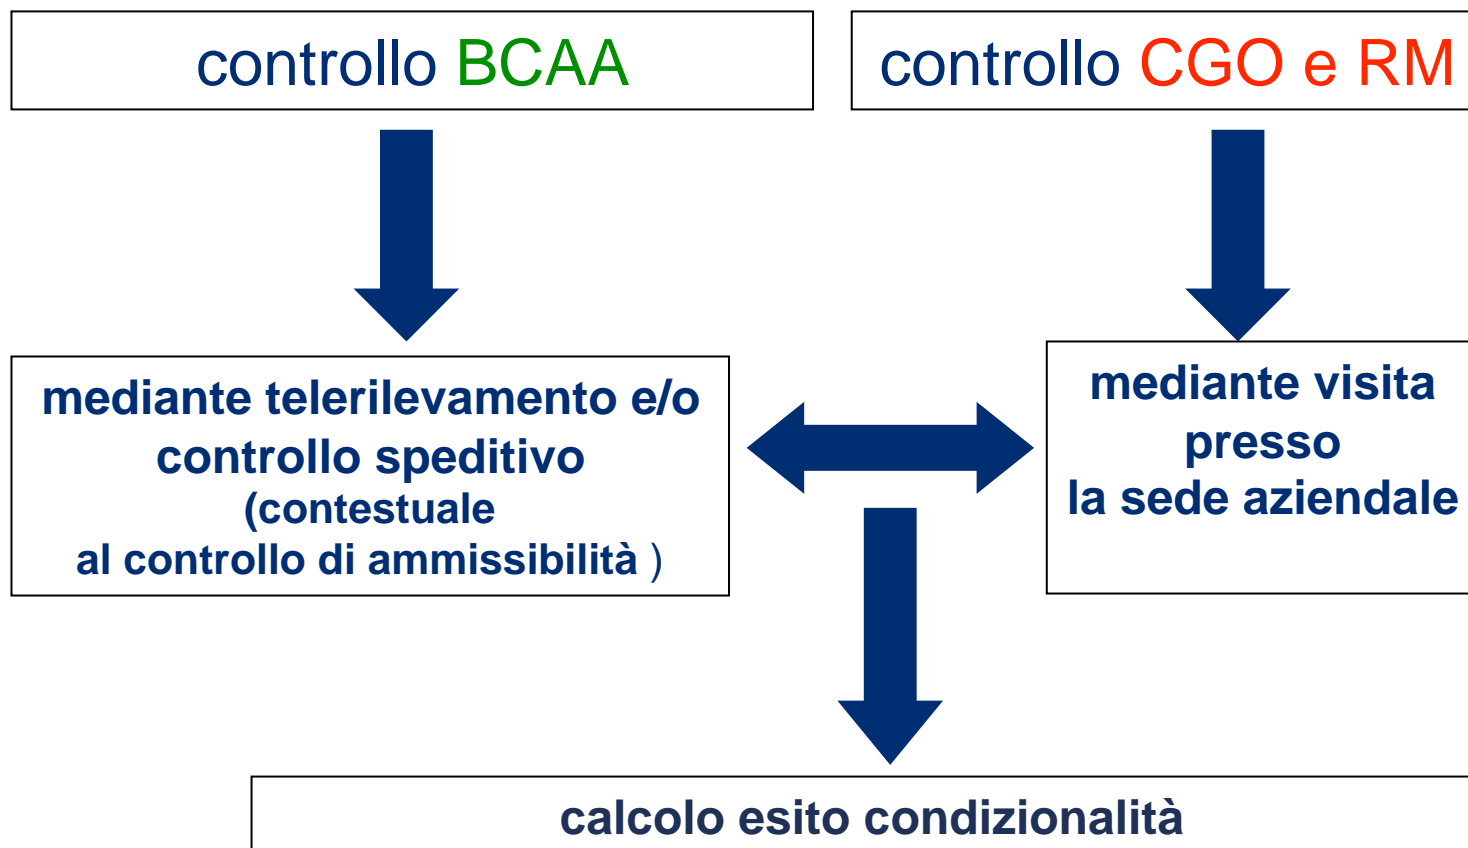 controllo BCAA
controllo CGO e RM
mediante telerilevamento e/o
controllo speditivo
(contestuale
al controllo di ammissibilità )
mediante visita
presso
la sede aziendale
calcolo esito condizionalità